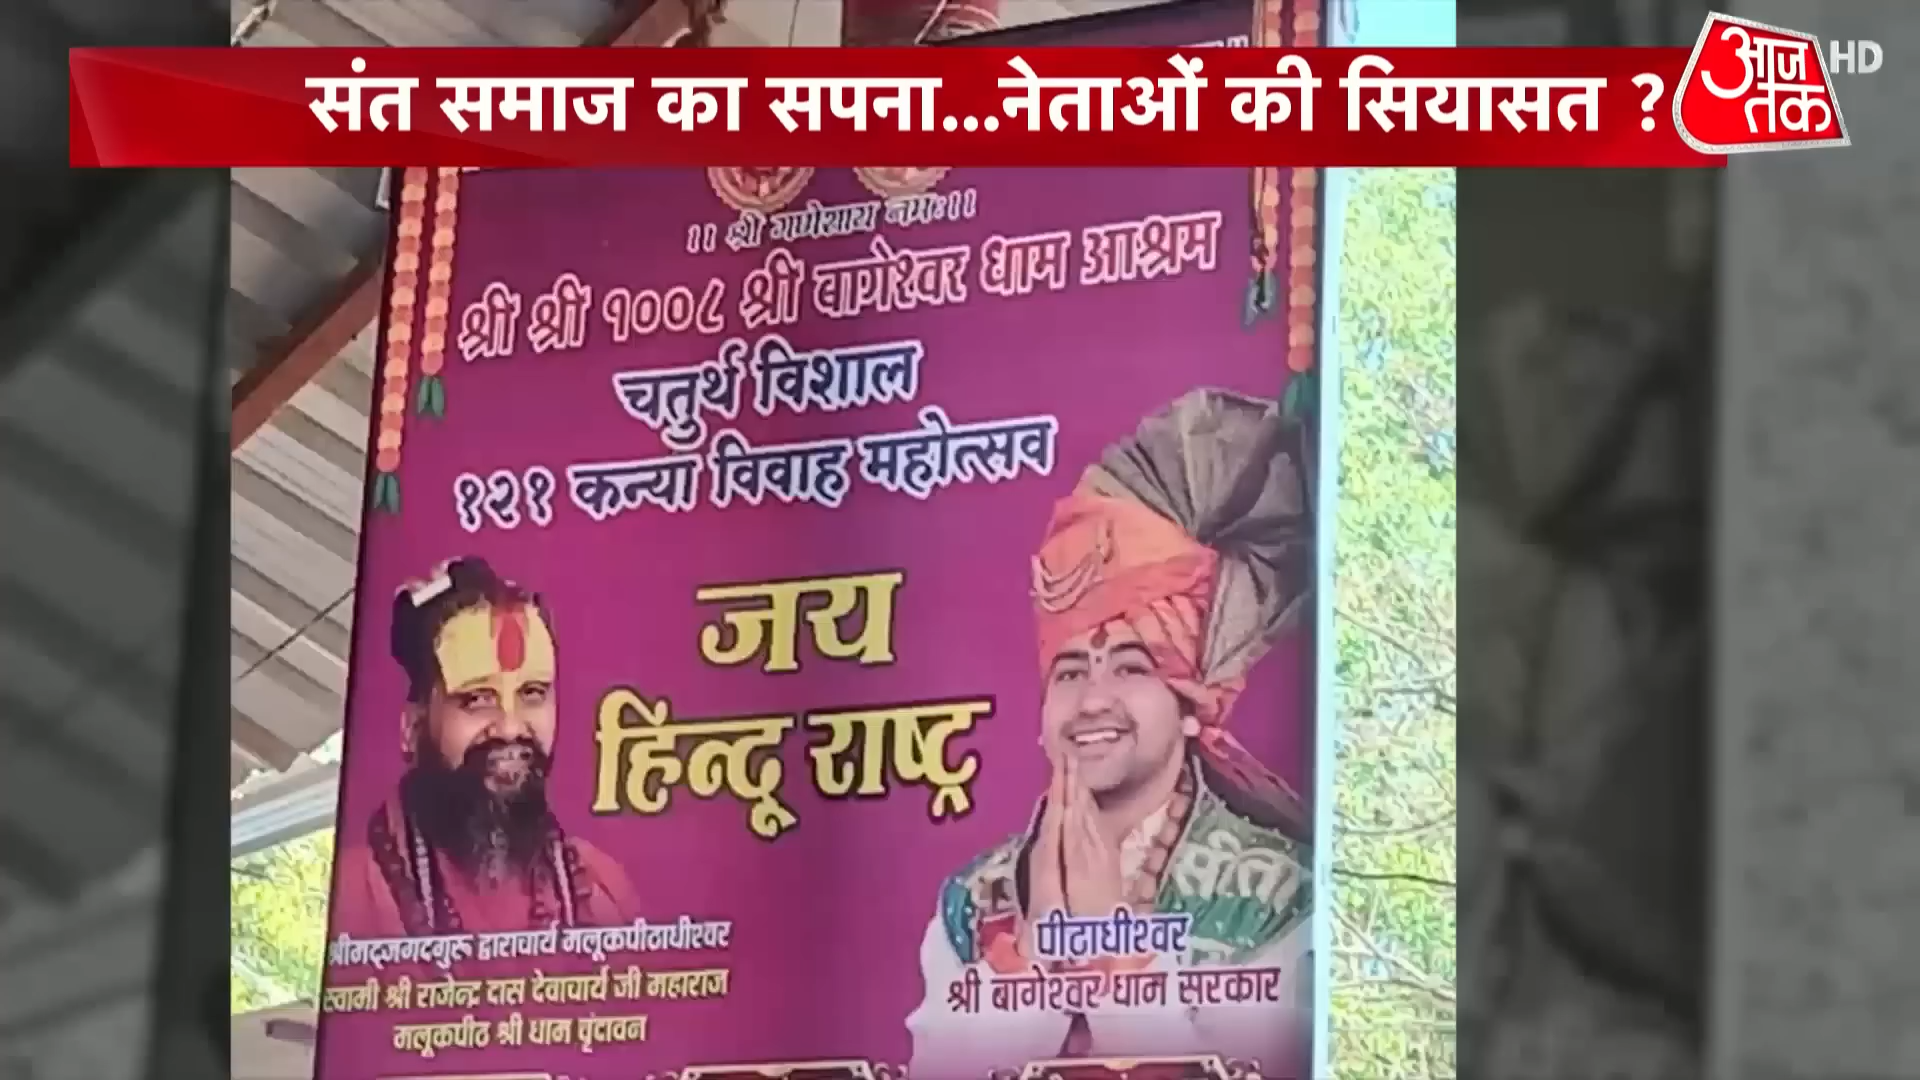 संत समाज का सपना...नेताओं की सियासत ?
आज तक HD
।। श्री गणेशाय नमः।।
श्री श्री १००८ श्री बागेश्वर धाम आश्रम
चतुर्थ विशाल
१२१ कन्या विवाह महोत्सव
जय
हिन्दू राष्ट्र
सीता
श्रीमद्जगद्गुरू द्वाराचार्य मलूकपीठाधीश्वर
स्वामी श्री राजेन्द्र दास देवाचार्य जी महाराज
मलूकपीठ श्री धाम वृंदावन
पीठाधीश्वर
श्री बागेश्वर धाम सरकार